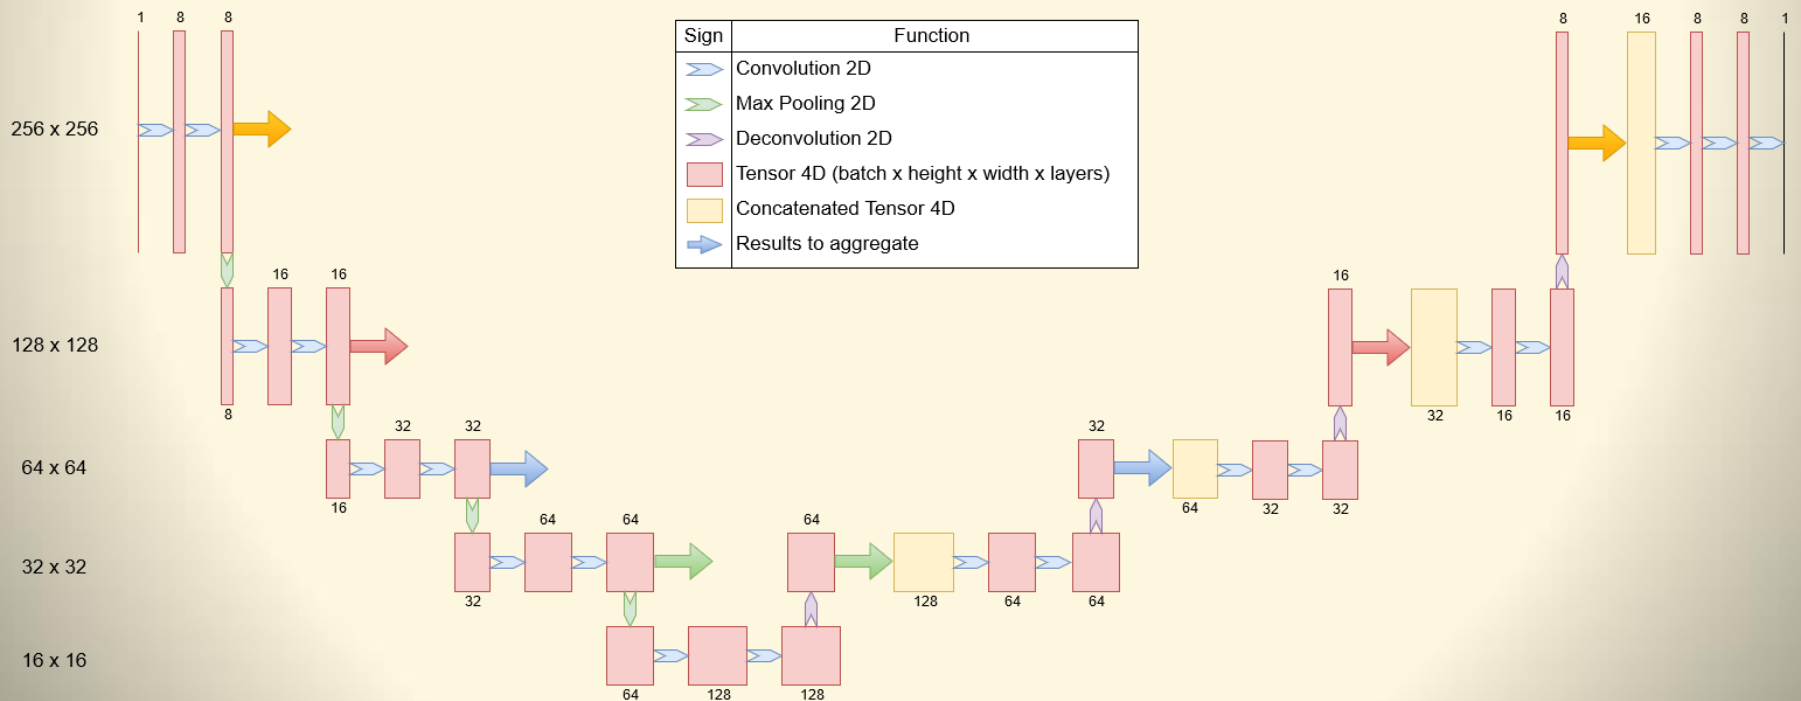 1 8 8
8 16 8 8 1
Sign Function
Convolution 2D
Max Pooling 2D
Deconvolution 2D
Tensor 4D (batch x height x width x layers)
Concatenated Tensor 4D
Results to aggregate
256 x 256
16 16
16
128 x 128
8
32 16 16
32 32
32
64 x 64
16
64 32 32
64 64
64
32 x 32
32
128 64 64
16 x 16
64 128 128